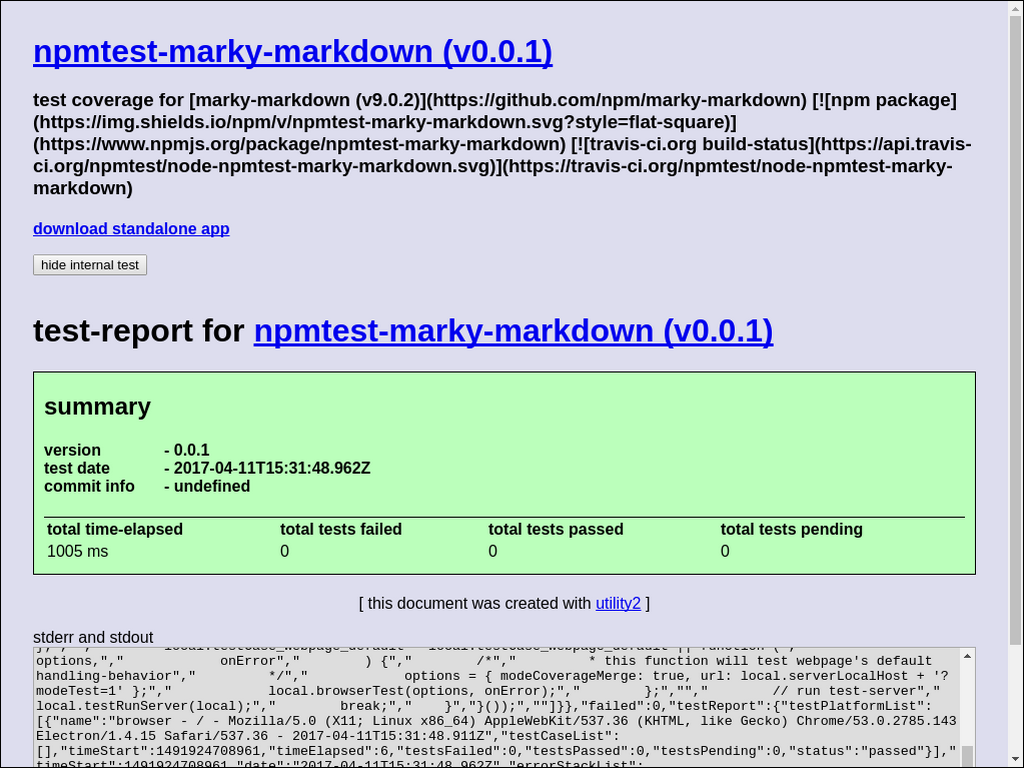 npmtest-marky-markdown (v0.0.1)
test coverage for [marky-markdown (v9.0.2)](https://github.com/npm/marky-markdown) [![npm package]
(https://img.shields.io/npm/v/npmtest-marky-markdown.svg?style=flat-square)]
(https://www.npmjs.org/package/npmtest-marky-markdown) [![travis-ci.org build-status](https://api.travis-
ci.org/npmtest/node-npmtest-marky-markdown.svg)](https://travis-ci.org/npmtest/node-npmtest-marky-
markdown)
download standalone app
hide internal test
test-report for npmtest-marky-markdown (v0.0.1)
summary
version - 0.0.1
test date - 2017-04-11T15:31:48.962Z
commit info - undefined
total time-elapsed total tests failed total tests passed total tests pending
1005 ms 0 0 0
[ this document was created with utility2 ]
stderr and stdout
options,"," onError"," ) {"," /*"," * this function will test webpage's default
handling-behavior"," */"," options = { modeCoverageMerge: true, url: local.serverLocalHost + '?
modeTest=1' };"," local.browserTest(options, onError);"," };",""," // run test-server","
local.testRunServer(local);"," break;"," }","}());",""]}},"failed":0,"testReport":{"testPlatformList":
[{"name":"browser - / - Mozilla/5.0 (X11; Linux x86_64) AppleWebKit/537.36 (KHTML, like Gecko) Chrome/53.0.2785.143
Electron/1.4.15 Safari/537.36 - 2017-04-11T15:31:48.911Z","testCaseList":
[],"timeStart":1491924708961,"timeElapsed":6,"testsFailed":0,"testsPassed":0,"testsPending":0,"status":"passed"}],"
timeStart":1491924708961,"date":"2017-04-11T15:31:48.962Z","errorStackList":